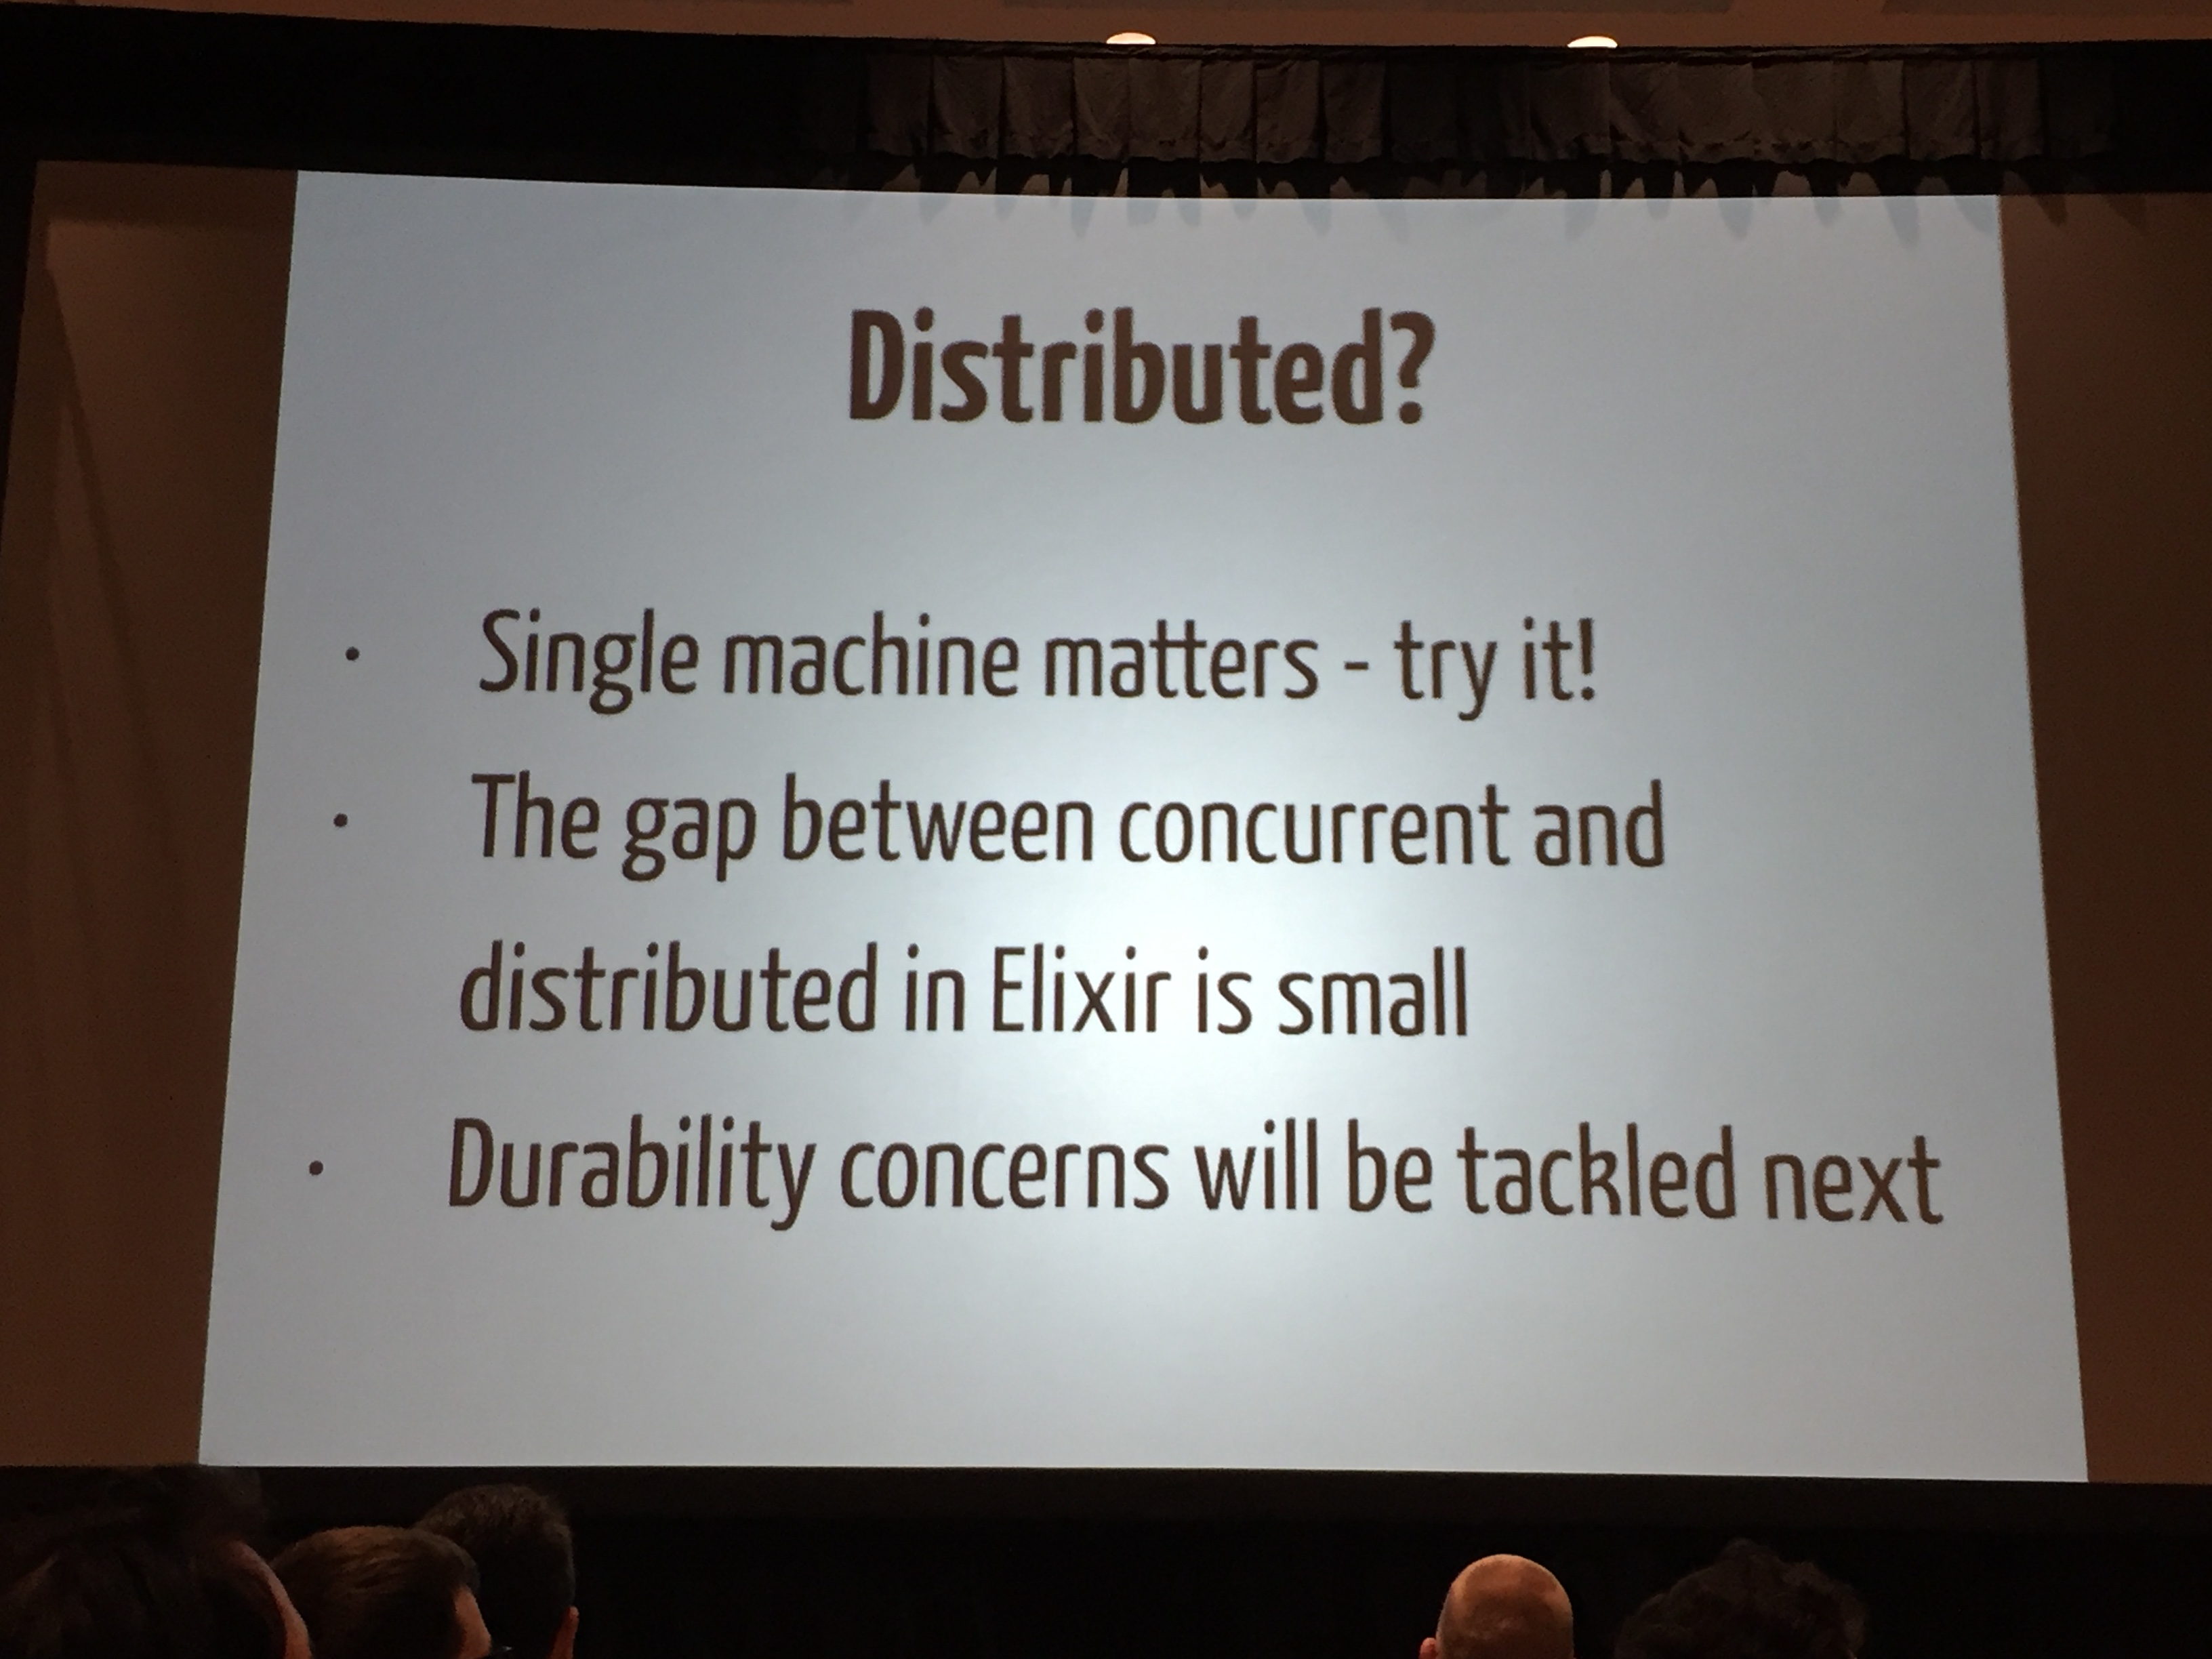 Distributed?
• Single machine matters - try it!
• The gap between concurrent and
distributed in Elixir is small
• Durability concerns will be tackled next